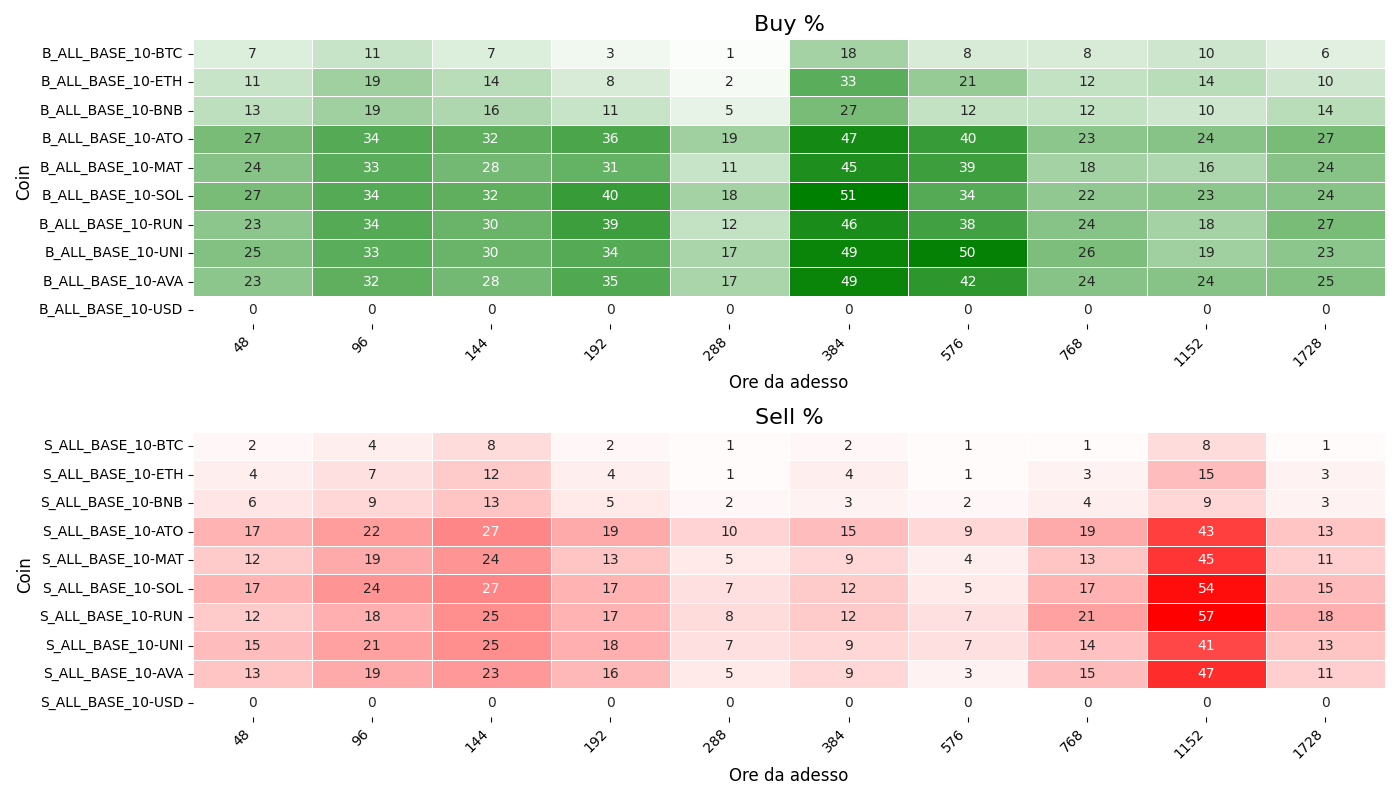 Buy %
Coin
B_ALL_BASE_10-BTC 7 11 7 3 1 18 8 8 10 6
B_ALL_BASE_10-ETH 11 19 14 8 2 33 21 12 14 10
B_ALL_BASE_10-BNB 13 19 16 11 5 27 12 12 10 14
B_ALL_BASE_10-ATO 27 34 32 36 19 47 40 23 24 27
B_ALL_BASE_10-MAT 24 33 28 31 11 45 39 18 16 24
B_ALL_BASE_10-SOL 27 34 32 40 18 51 34 22 23 24
B_ALL_BASE_10-RUN 23 34 30 39 12 46 38 24 18 27
B_ALL_BASE_10-UNI 25 33 30 34 17 49 50 26 19 23
B_ALL_BASE_10-AVA 23 32 28 35 17 49 42 24 24 25
B_ALL_BASE_10-USD 0 0 0 0 0 0 0 0 0 0
48 96 144 192 288 384 576 768 1152 1728
Ore da adesso
Sell %
Coin
S_ALL_BASE_10-BTC 2 4 8 2 1 2 1 1 8 1
S_ALL_BASE_10-ETH 4 7 12 4 1 4 1 3 15 3
S_ALL_BASE_10-BNB 6 9 13 5 2 3 2 4 9 3
S_ALL_BASE_10-ATO 17 22 27 19 10 15 9 19 43 13
S_ALL_BASE_10-MAT 12 19 24 13 5 9 4 13 45 11
S_ALL_BASE_10-SOL 17 24 27 17 7 12 5 17 54 15
S_ALL_BASE_10-RUN 12 18 25 17 8 12 7 21 57 18
S_ALL_BASE_10-UNI 15 21 25 18 7 9 7 14 41 13
S_ALL_BASE_10-AVA 13 19 23 16 5 9 3 15 47 11
S_ALL_BASE_10-USD 0 0 0 0 0 0 0 0 0 0
48 96 144 192 288 384 576 768 1152 1728
Ore da adesso